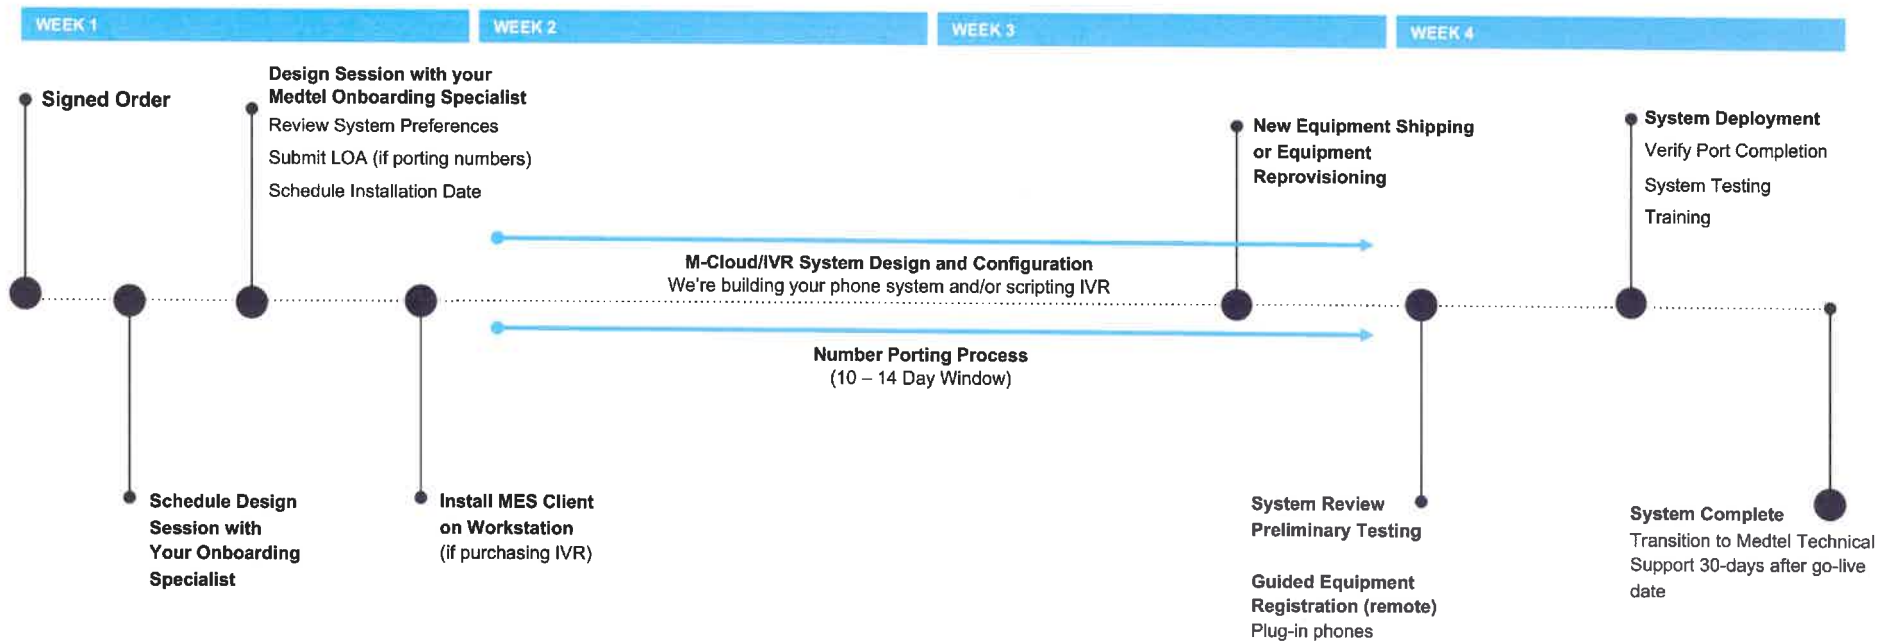 WEEK 1
WEEK 2
WEEK 3
WEEK 4
Signed Order
Design Session with your
Medtel Onboarding Specialist
Review System Preferences
Submit LOA (if porting numbers)
Schedule Installation Date
New Equipment Shipping
or Equipment
Reprovisioning
System Deployment
Verify Port Completion
System Testing
Training
M-Cloud/IVR System Design and Configuration
We're building your phone system and/or scripting IVR
Number Porting Process
(10 – 14 Day Window)
Schedule Design
Session with
Your Onboarding
Specialist
Install MES Client
on Workstation
(if purchasing IVR)
System Review
Preliminary Testing
Guided Equipment
Registration (remote)
Plug-in phones
System Complete
Transition to Medtel Technical
Support 30-days after go-live
date